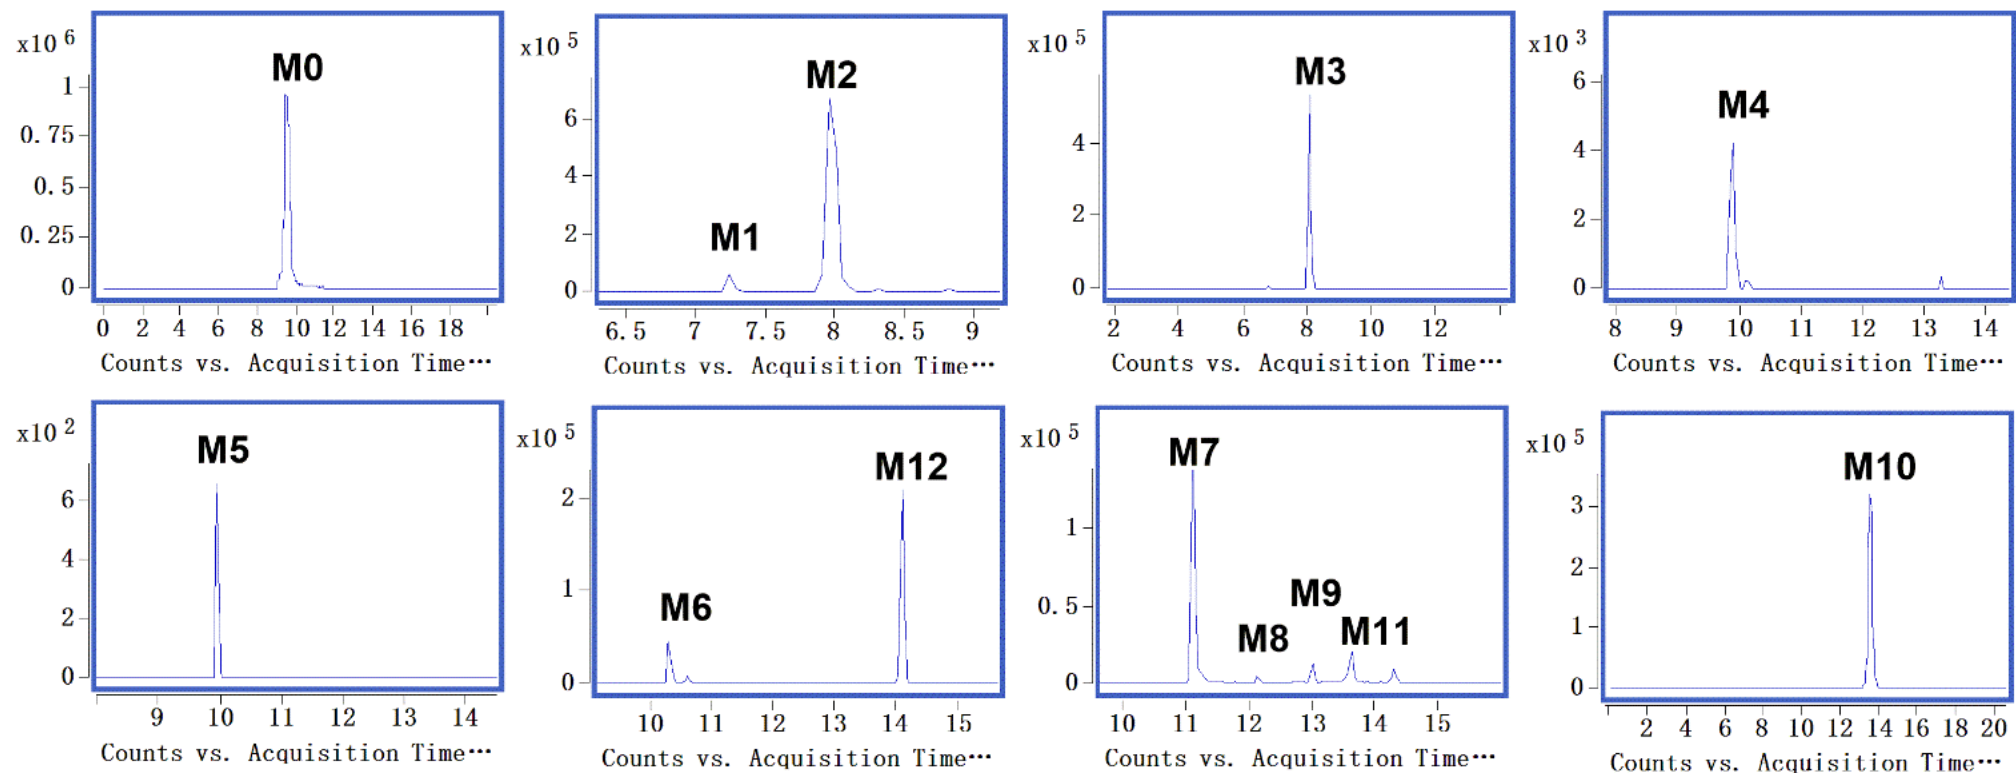 x10 6
M0
1
0.75
0.5
0.25
0
0 2 4 6 8 10 12 14 16 18
Counts vs. Acquisition Time⋯
x10 5
M2
M1
6
4
2
0
6.5 7 7.5 8 8.5 9
Counts vs. Acquisition Time⋯
x10 5
M3
4
2
0
2 4 6 8 10 12
Counts vs. Acquisition Time⋯
x10 3
M4
6
4
2
0
8 9 10 11 12 13 14
Counts vs. Acquisition Time⋯
x10 2
M5
6
4
2
0
9 10 11 12 13 14
Counts vs. Acquisition Time⋯
x10 5
M12
M6
2
1
0
10 11 12 13 14 15
Counts vs. Acquisition Time⋯
x10 5
M7
M9
M8
M11
1
0.5
0
10 11 12 13 14 15
Counts vs. Acquisition Time⋯
x10 5
M10
3
2
1
0
2 4 6 8 10 12 14 16 18 20
Counts vs. Acquisition Time⋯